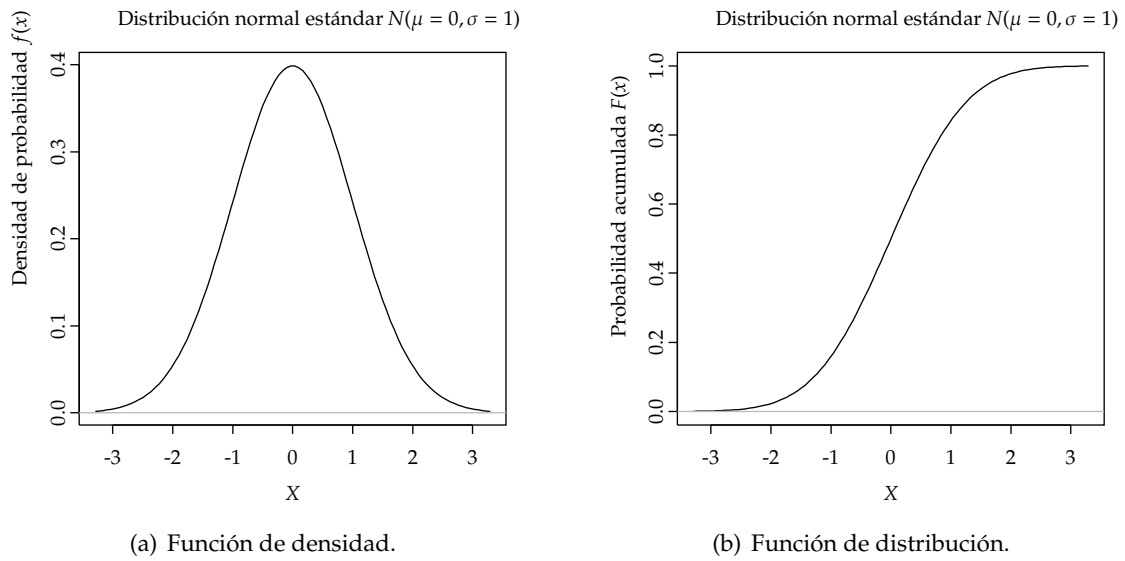 Distribución normal estándar N(μ = 0, σ = 1)
Densidad de probabilidad f(x)
0.4
0.3
0.2
0.1
0.0
-3 -2 -1 0 1 2 3
X
(a) Función de densidad.
Distribución normal estándar N(μ = 0, σ = 1)
Probabilidad acumulada F(x)
1.0
0.8
0.6
0.4
0.2
0.0
-3 -2 -1 0 1 2 3
X
(b) Función de distribución.